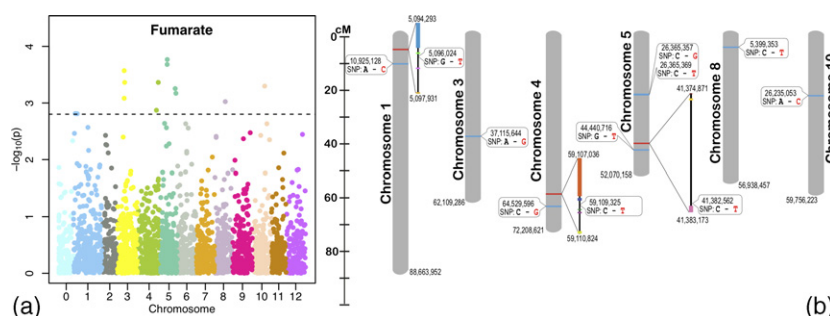 (a)
Fumarate
−log₁₀(p)
4
3
2
1
0
0 1 2 3 4 5 6 7 8 9 10 11 12
Chromosome
cM
0
20
40
60
80
Chromosome 1
5,094,293
10,925,128
SNP: A - C
5,096,024
SNP: G - T
5,097,931
88,663,952
Chromosome 3
37,115,644
SNP: A - G
62,109,286
Chromosome 4
59,107,036
64,529,596
SNP: C - G
59,109,325
SNP: C - T
72,208,621
59,110,824
Chromosome 5
26,365,357
SNP: C - G
26,365,369
SNP: C - T
41,374,871
44,440,716
SNP: G - T
52,070,158
41,382,562
SNP: C - T
41,383,173
Chromosome 8
5,399,353
SNP: C - T
56,938,457
26,235,053
SNP: A - C
59,756,223
(b)